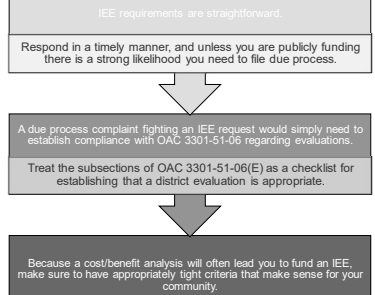 IEE requirements are straightforward.
Respond in a timely manner, and unless you are publicly funding
there is a strong likelihood you need to file due process.
A due process complaint fighting an IEE request would simply need to
establish compliance with OAC 3301-51-06 regarding evaluations.
Treat the subsections of OAC 3301-51-06(E) as a checklist for
establishing that a district evaluation is appropriate.
Because a cost/benefit analysis will often lead you to fund an IEE,
make sure to have appropriately tight criteria that make sense for your
community.